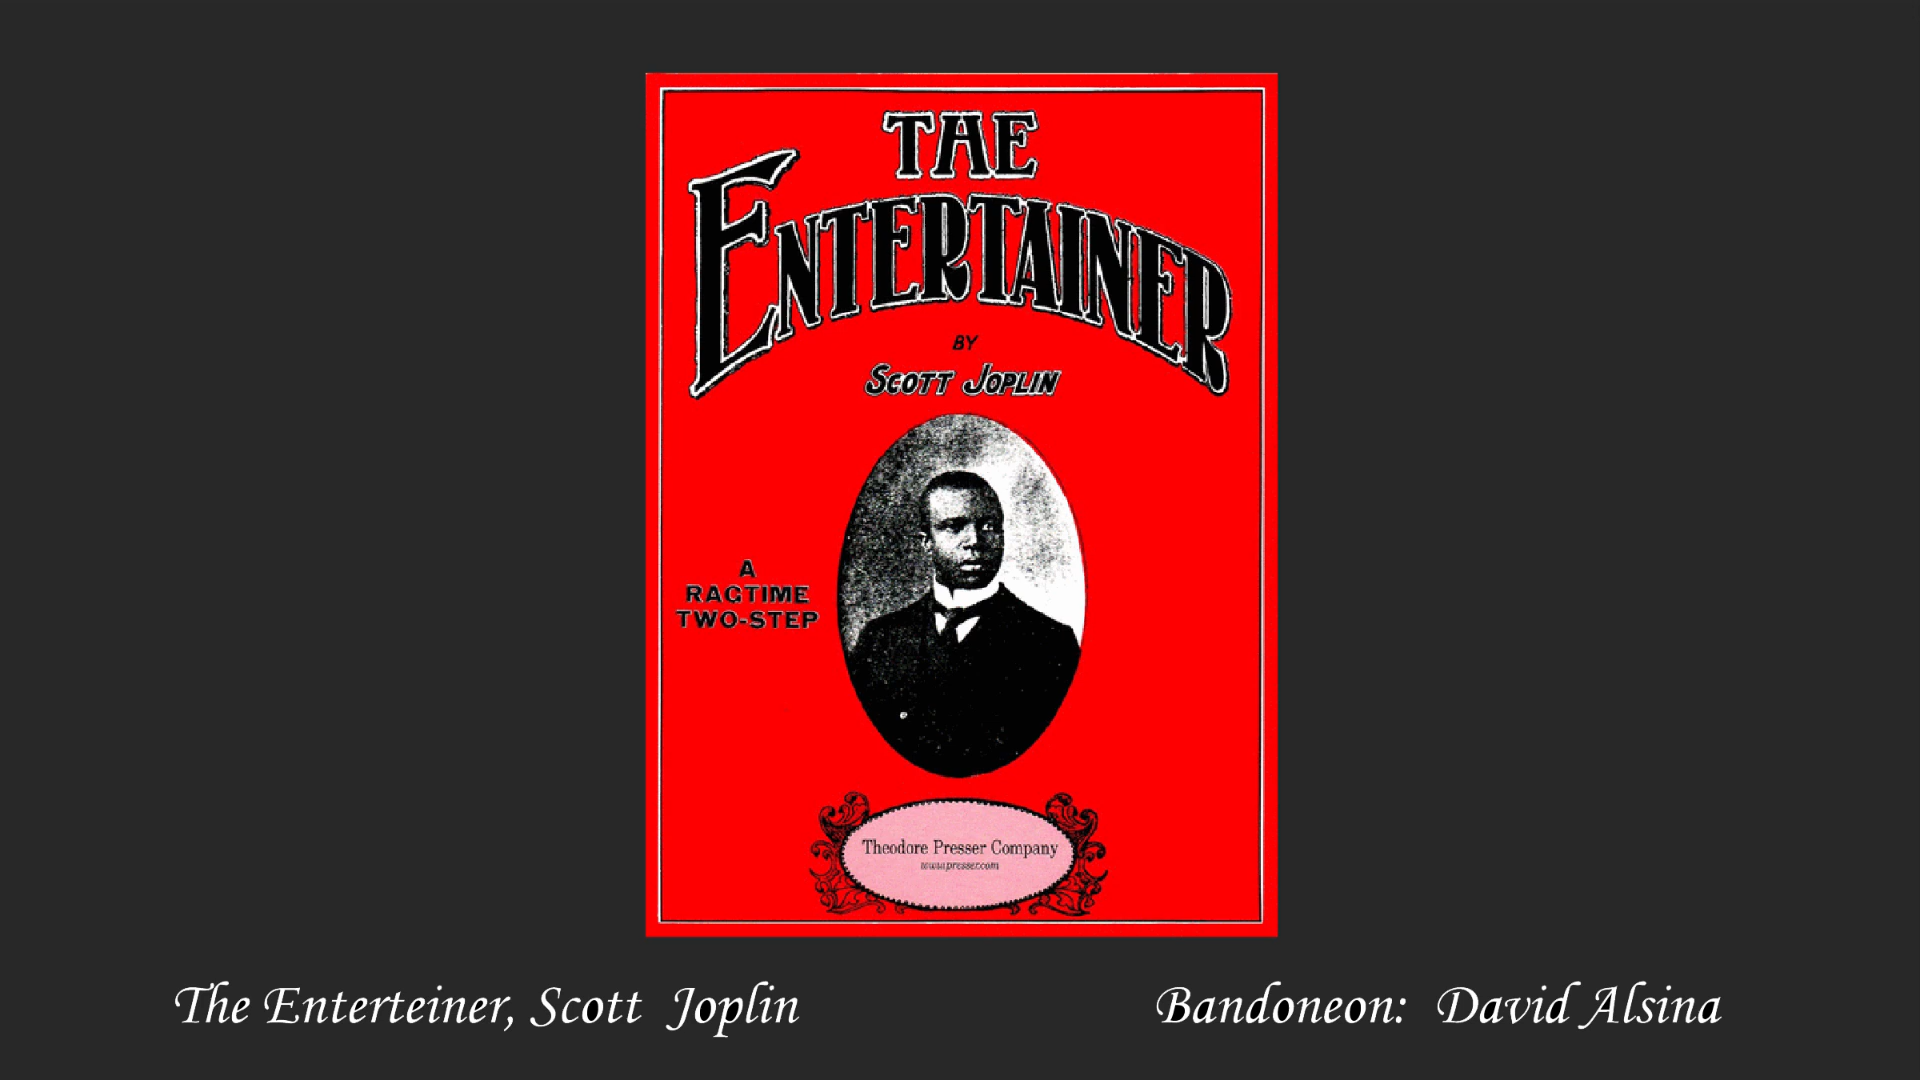 THE
ENTERTAINER
BY
SCOTT JOPLIN
A
RAGTIME
TWO-STEP
Theodore Presser Company
www.presser.com
The Enterteiner, Scott Joplin
Bandoneon: David Alsina